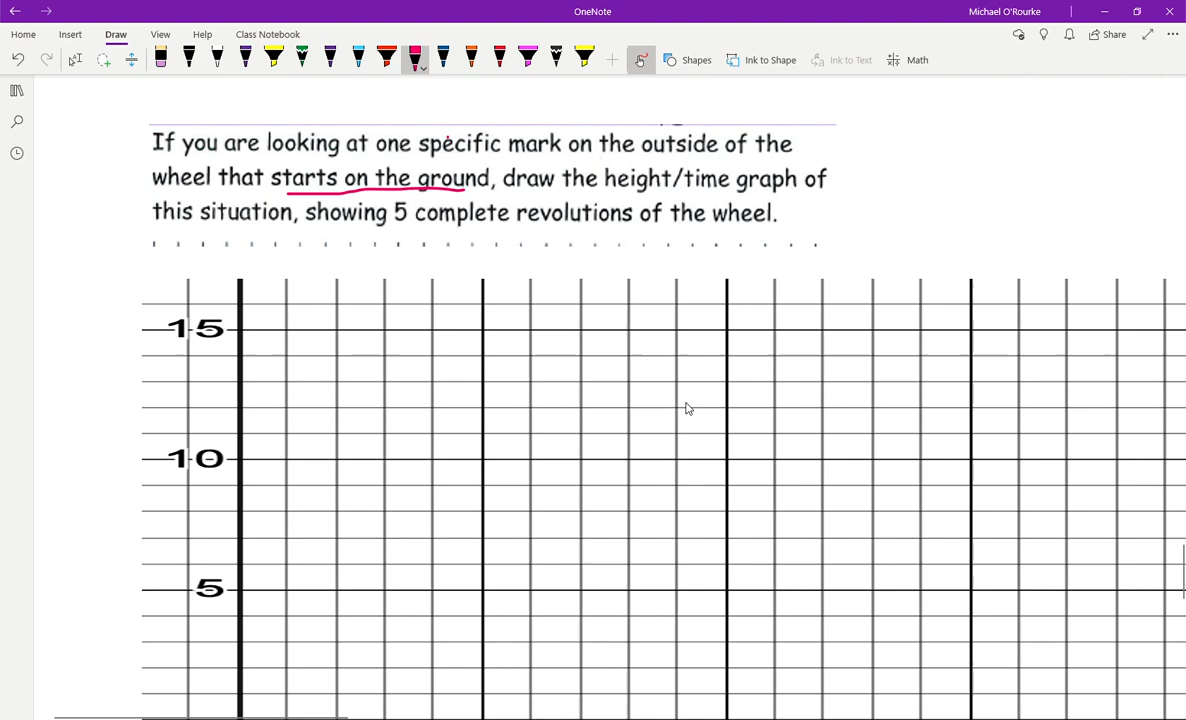 OneNote
Michael O'Rourke
Home Insert Draw View Help Class Notebook
Share
Shapes Ink to Shape Ink to Text Math
If you are looking at one specific mark on the outside of the
wheel that starts on the ground, draw the height/time graph of
this situation, showing 5 complete revolutions of the wheel.
15
10
5